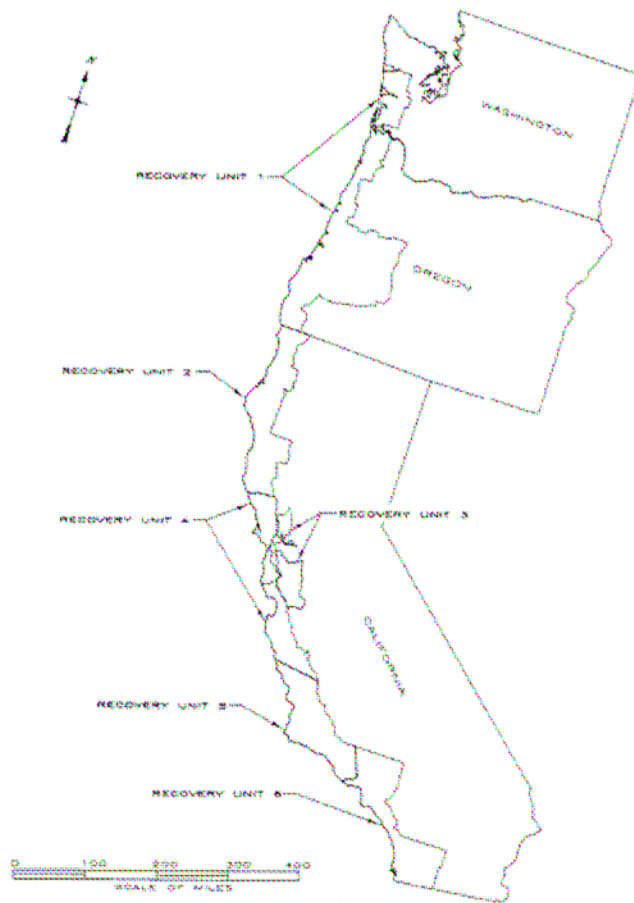 N
WASHINGTON
RECOVERY UNIT 1
OREGON
RECOVERY UNIT 2
RECOVERY UNIT 4
RECOVERY UNIT 3
CALIFORNIA
RECOVERY UNIT 5
RECOVERY UNIT 6
0 100 200 300 400
SCALE OF MILES